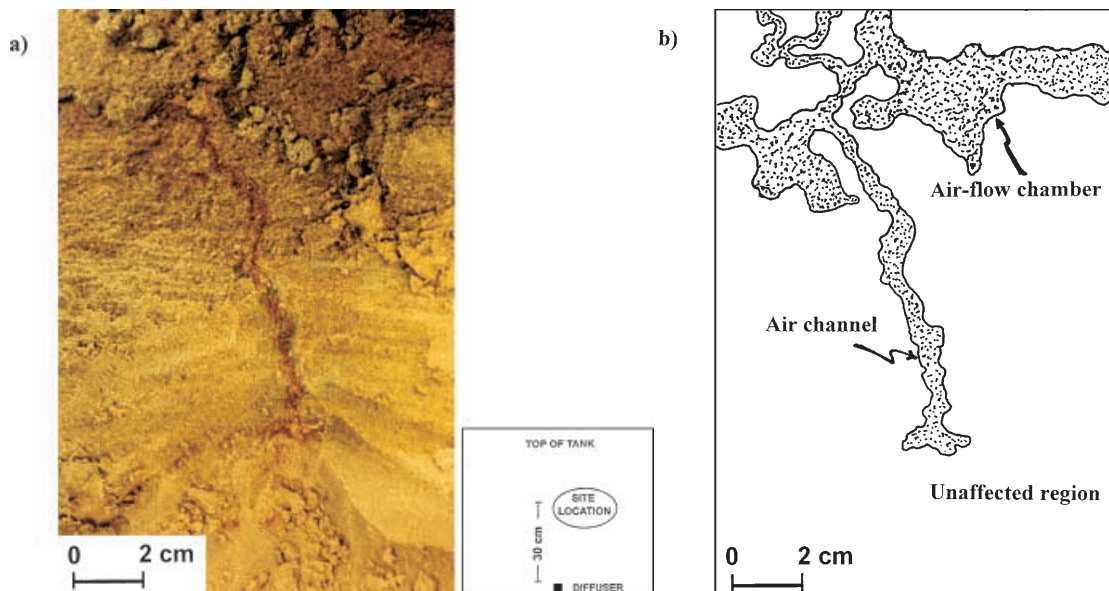 a)
0 2 cm
TOP OF TANK
SITE
LOCATION
30 cm
DIFFUSER
b)
Air-flow chamber
Air channel
Unaffected region
0 2 cm